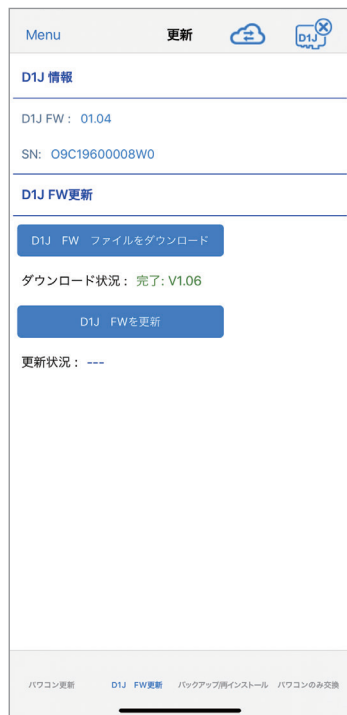 Menu 更新 D1J
D1J 情報
D1J FW： 01.04
SN: O9C19600008W0
D1J FW更新
D1J FW ファイルをダウンロード
ダウンロード状況： 完了: V1.06
D1J FWを更新
更新状況： ---
パワコン更新 D1J FW更新 バックアップ/再インストール パワコンのみ交換